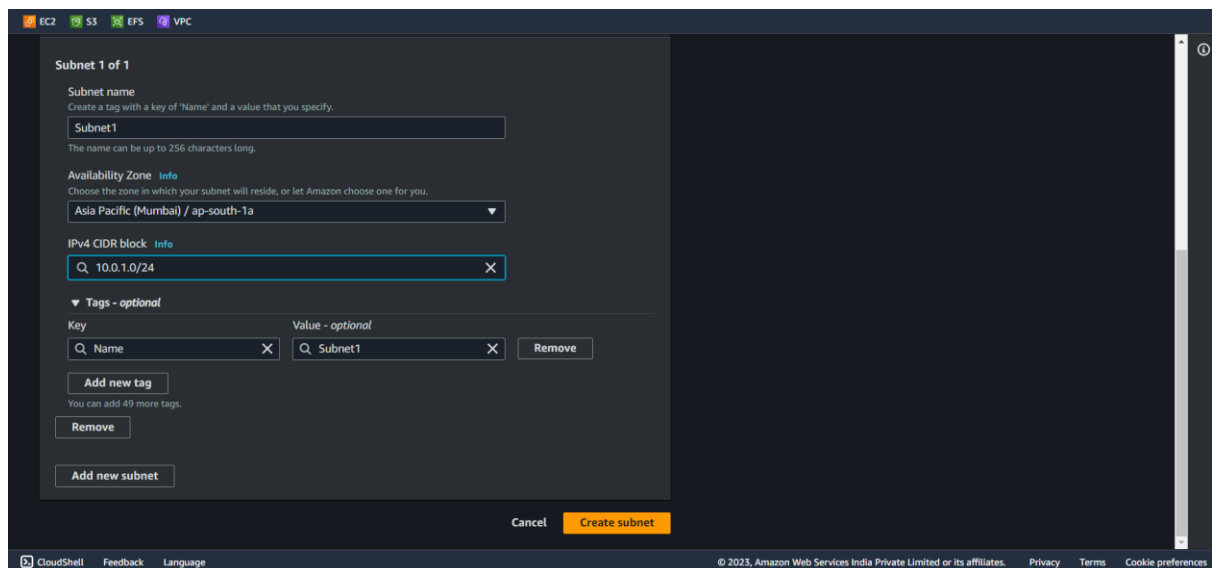 EC2 S3 EFS VPC
Subnet 1 of 1
Subnet name
Create a tag with a key of 'Name' and a value that you specify.
Subnet1
The name can be up to 256 characters long.
Availability Zone Info
Choose the zone in which your subnet will reside, or let Amazon choose one for you.
Asia Pacific (Mumbai) / ap-south-1a
IPv4 CIDR block Info
10.0.1.0/24
Tags - optional
Key Value - optional
Name Subnet1 Remove
Add new tag
You can add 49 more tags.
Remove
Add new subnet
Cancel Create subnet
CloudShell Feedback Language © 2023, Amazon Web Services India Private Limited or its affiliates. Privacy Terms Cookie preferences